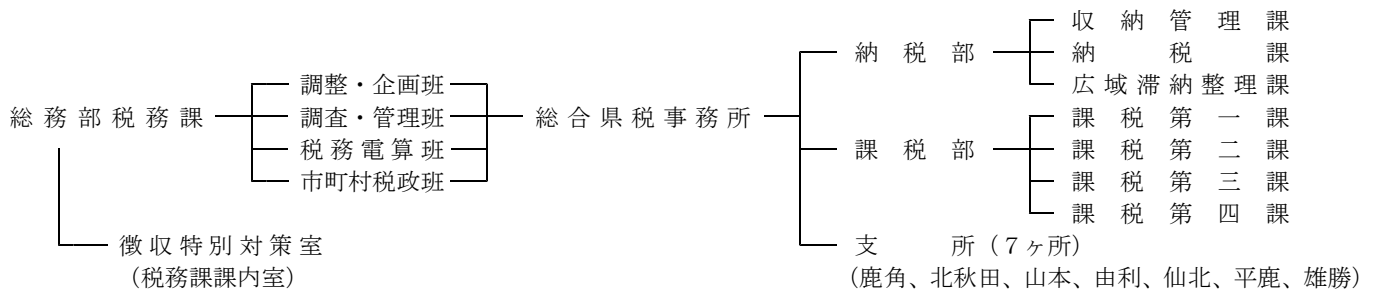 総務部税務課
調整・企画班
調査・管理班
税務電算班
市町村税政班
徴収特別対策室
(税務課課内室)
総合県税事務所
納税部
収納管理課
納税課
広域滞納整理課
課税部
課税第一課
課税第二課
課税第三課
課税第四課
支所(7ヶ所)
(鹿角、北秋田、山本、由利、仙北、平鹿、雄勝)